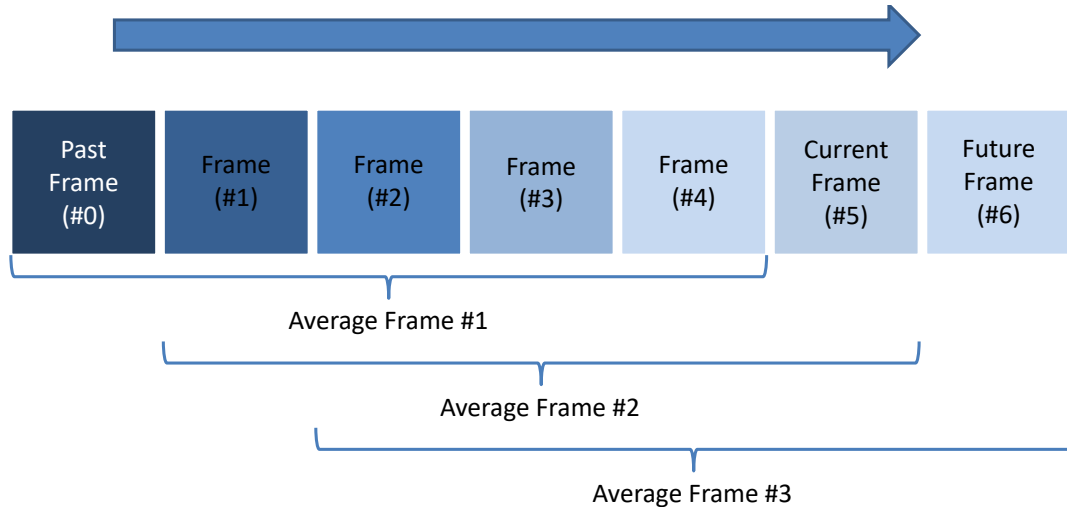 Past
Frame
(#0)
Frame
(#1)
Frame
(#2)
Frame
(#3)
Frame
(#4)
Current
Frame
(#5)
Future
Frame
(#6)
Average Frame #1
Average Frame #2
Average Frame #3